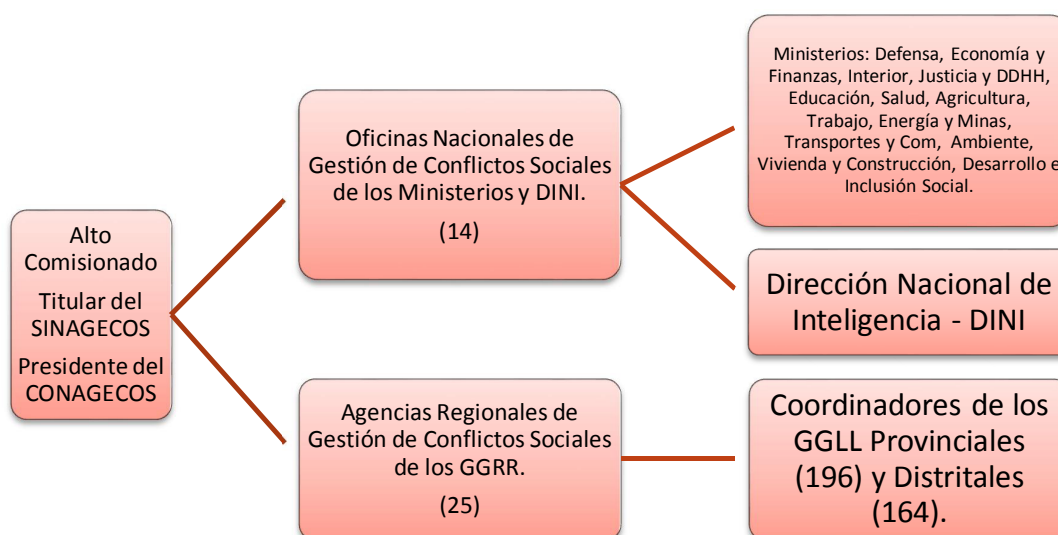 Alto
Comisionado
Titular del
SINAGECOS
Presidente del
CONAGECOS
Oficinas Nacionales de
Gestión de Conflictos Sociales
de los Ministerios y DINI.
(14)
Agencias Regionales de
Gestión de Conflictos Sociales
de los GGRR.
(25)
Ministerios: Defensa, Economía y
Finanzas, Interior, Justicia y DDHH,
Educación, Salud, Agricultura,
Trabajo, Energía y Minas,
Transportes y Com, Ambiente,
Vivienda y Construcción, Desarrollo e
Inclusión Social.
Dirección Nacional de
Inteligencia - DINI
Coordinadores de los
GGLL Provinciales
(196) y Distritales
(164).